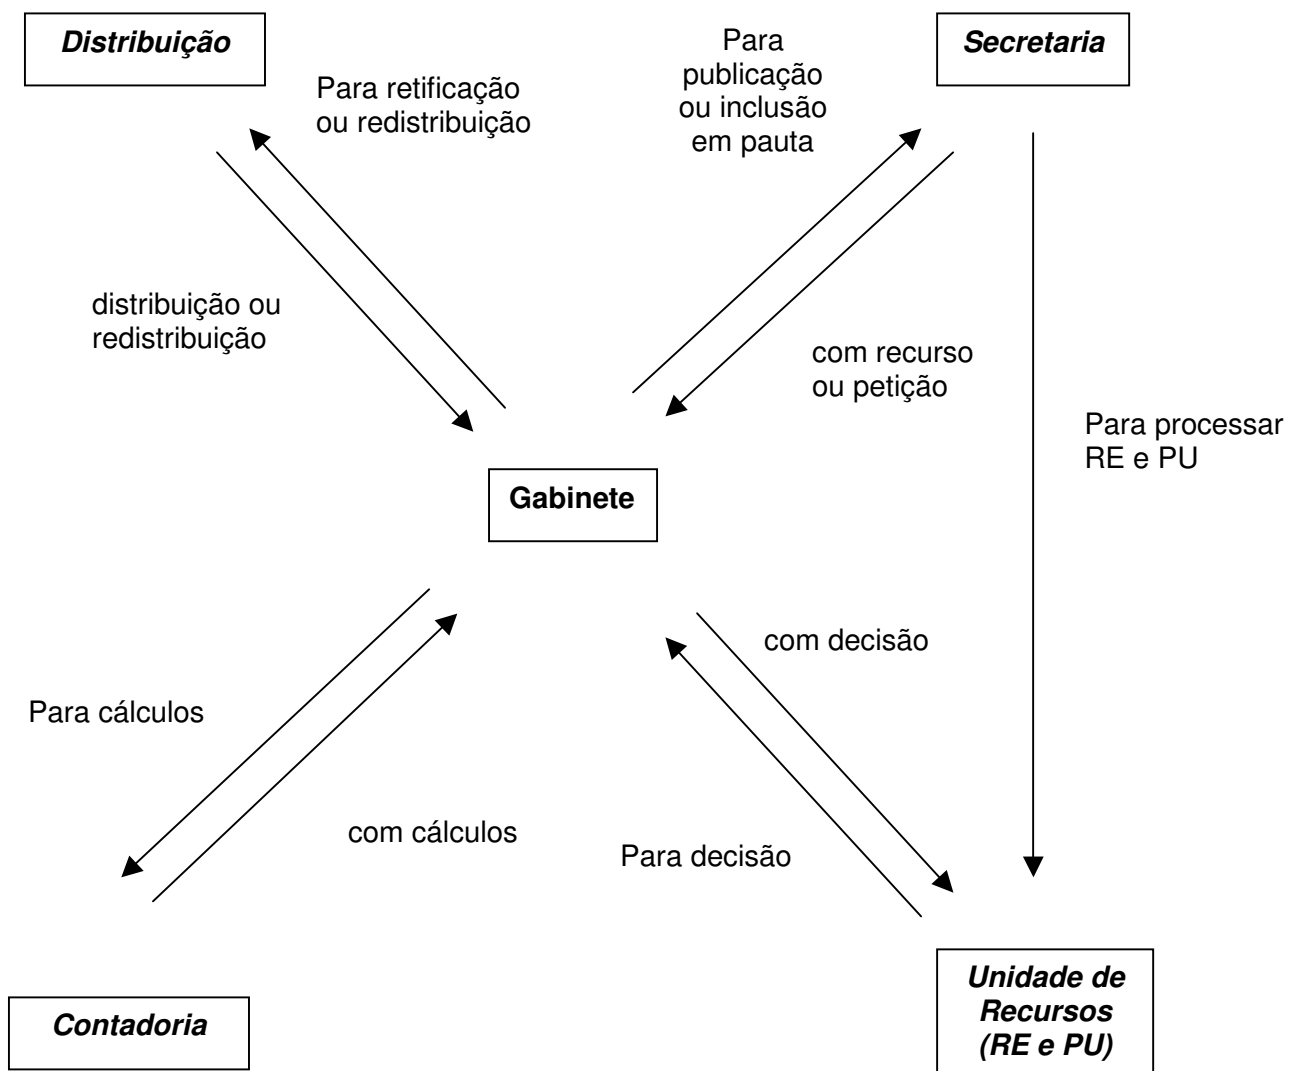 Distribuição
Para
publicação
ou inclusão
em pauta
Secretaria
Para retificação
ou redistribuição
distribuição ou
redistribuição
com recurso
ou petição
Para processar
RE e PU
Gabinete
com decisão
Para cálculos
com cálculos
Para decisão
Unidade de
Recursos
(RE e PU)
Contadoria